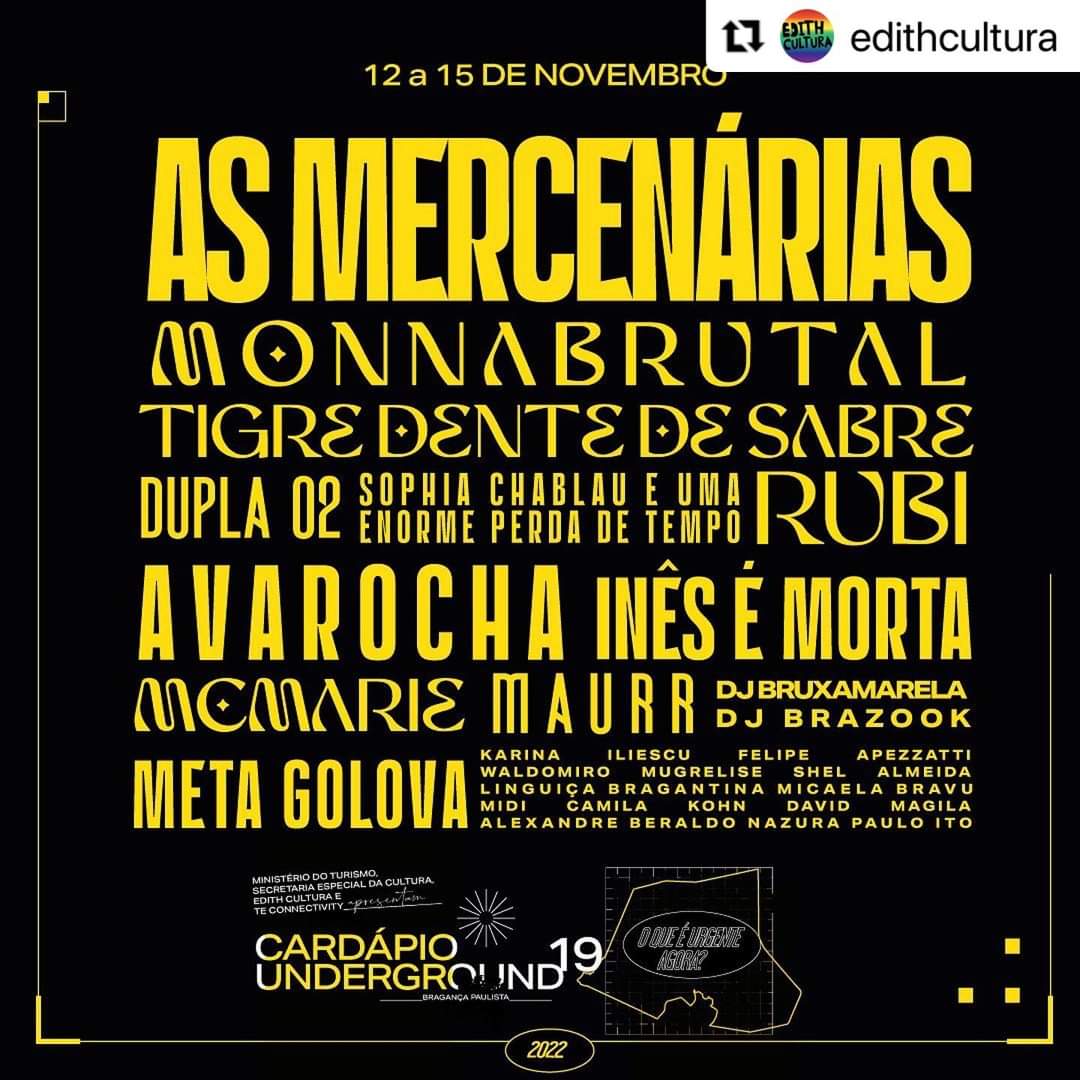 EDITH CULTURA
edithcultura
12 a 15 DE NOVEMBRO
AS MERCENÁRIAS
MONNABRUTAL
TIGRE DENTE DE SABRE
DUPLA 02
SOPHIA CHABLAU E UMA
ENORME PERDA DE TEMPO
RUBI
AVAROCHA
INÊS É MORTA
MCMARIE
MAURR
DJ BRUXAMARELA
DJ BRAZOOK
META GOLOVA
KARINA ILIESCU FELIPE APEZZATTI
WALDOMIRO MUGRELISE SHEL ALMEIDA
LINGUIÇA BRAGANTINA MICAELA BRAVU
MIDI CAMILA KOHN DAVID MAGILA
ALEXANDRE BERALDO NAZURA PAULO ITO
MINISTÉRIO DO TURISMO,
SECRETARIA ESPECIAL DA CULTURA,
EDITH CULTURA E
TE CONNECTIVITY apresentam
CARDÁPIO
UNDERGROUND 19
BRAGANÇA PAULISTA
O QUE É URGENTE
AGORA?
2022